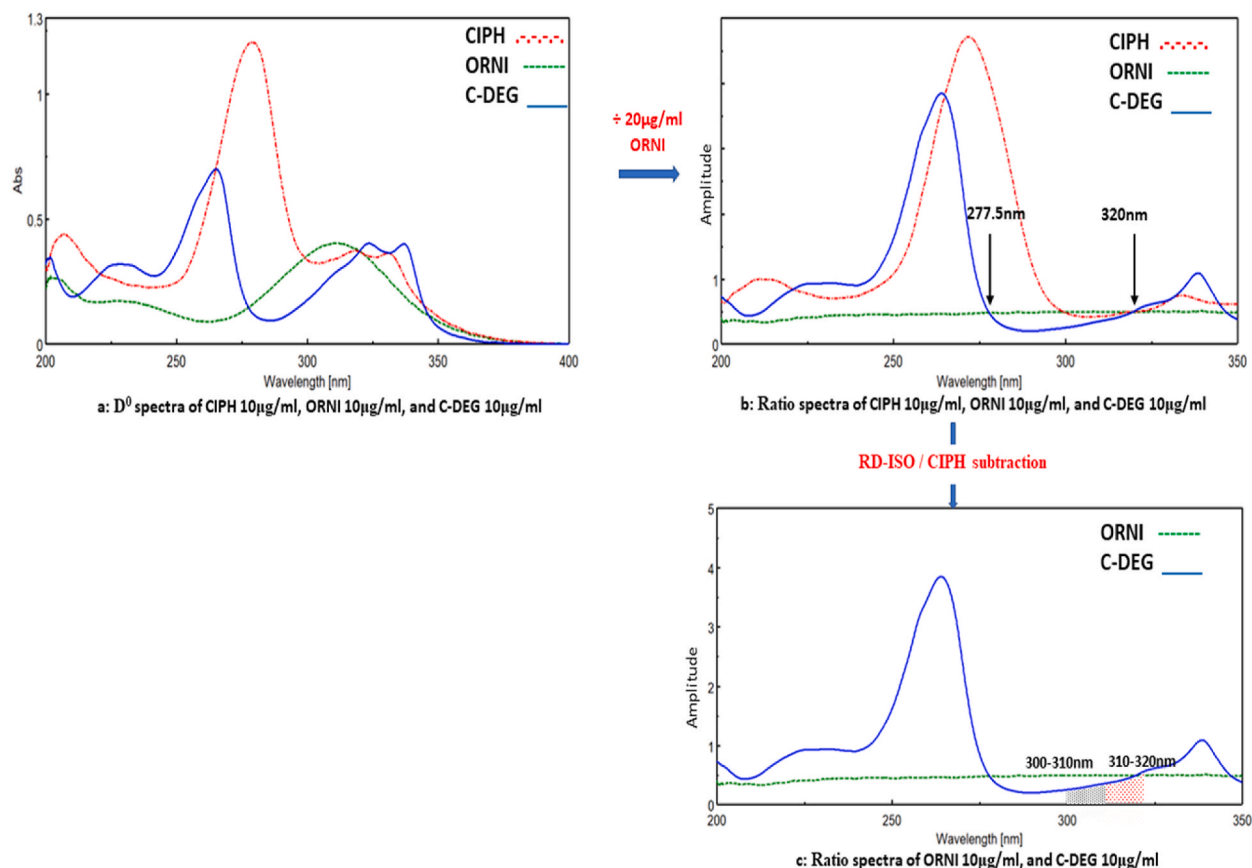 1.3
1
0.5
0
Abs
200 250 300 350 400
Wavelength [nm]
CIPH
ORNI
C-DEG
a: D⁰ spectra of CIPH 10µg/ml, ORNI 10µg/ml, and C-DEG 10µg/ml
÷ 20µg/ml
ORNI
CIPH
ORNI
C-DEG
277.5nm 320nm
Amplitude
1
0
200 250 300 350
Wavelength [nm]
b: Ratio spectra of CIPH 10µg/ml, ORNI 10µg/ml, and C-DEG 10µg/ml
RD-ISO / CIPH subtraction
5
4
3
2
1
0
Amplitude
ORNI
C-DEG
300-310nm 310-320nm
200 250 300 350
Wavelength [nm]
c: Ratio spectra of ORNI 10µg/ml, and C-DEG 10µg/ml